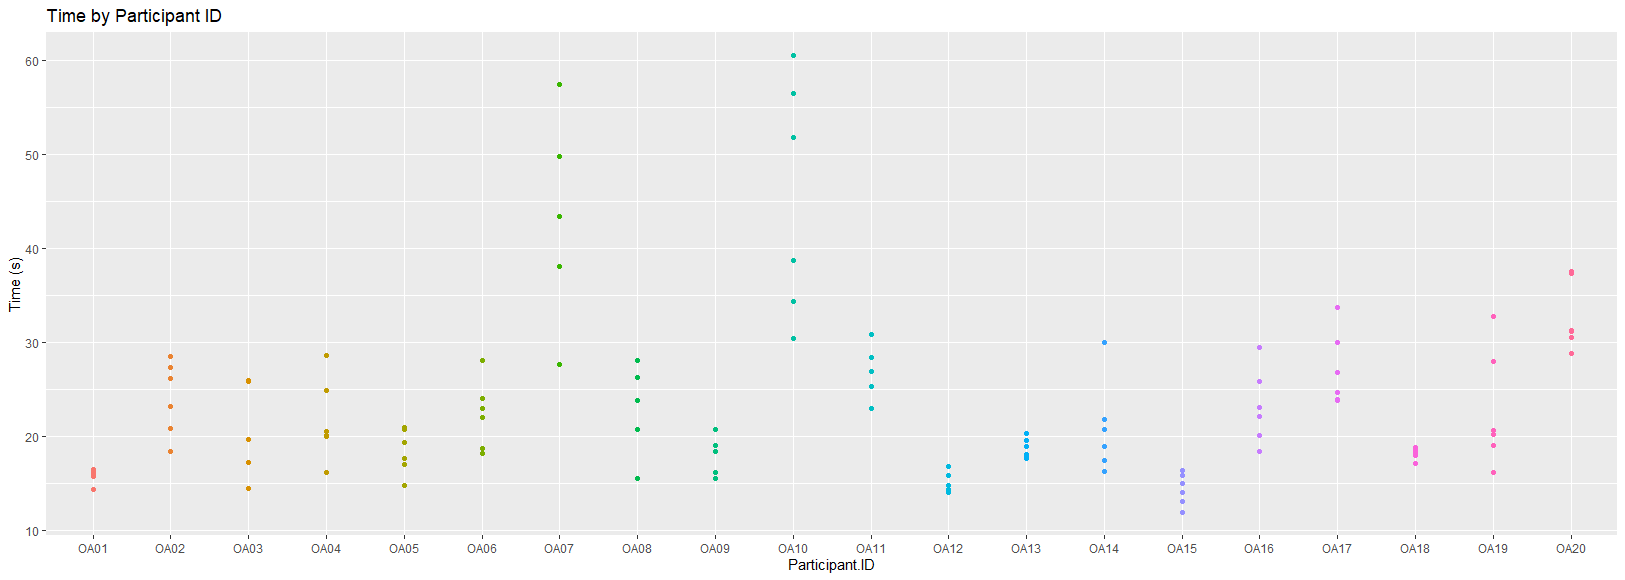 Time by Participant ID
Time (s)
60
50
40
30
20
10
OA01 OA02 OA03 OA04 OA05 OA06 OA07 OA08 OA09 OA10 OA11 OA12 OA13 OA14 OA15 OA16 OA17 OA18 OA19 OA20
Participant.ID